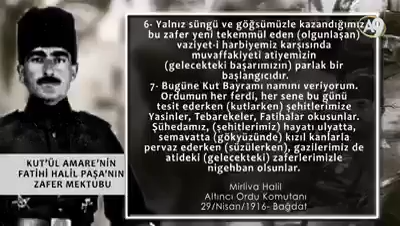 6- Yalnız süngü ve göğsümüzle kazandığımız
bu zafer yeni tekemmül eden (olgunlaşan)
vaziyet-i harbiyemiz karşısında
muvaffakiyeti atiyemizin
(gelecekteki başarımızın) parlak bir
başlangıcıdır.
7- Bugüne Kut Bayramı namını veriyorum.
Ordumun her ferdi, her sene bu günü
tesit ederken (kutlarken) şehitlerimize
Yasinler, Tebarekeler, Fatihalar okusunlar.
Şühedamız, (şehitlerimiz) hayatı ulyatta,
semavatta (gökyüzünde) kızıl kanlarla
pervaz ederken (süzülerken), gazilerimiz de
atideki (gelecekteki) zaferlerimizle
nigehban olsunlar.
Mirliva Halil
Altıncı Ordu Komutanı
29/Nisan/1916- Bağdat
KUT'ÜL AMARE'NİN
FATİHİ HALİL PAŞA'NIN
ZAFER MEKTUBU